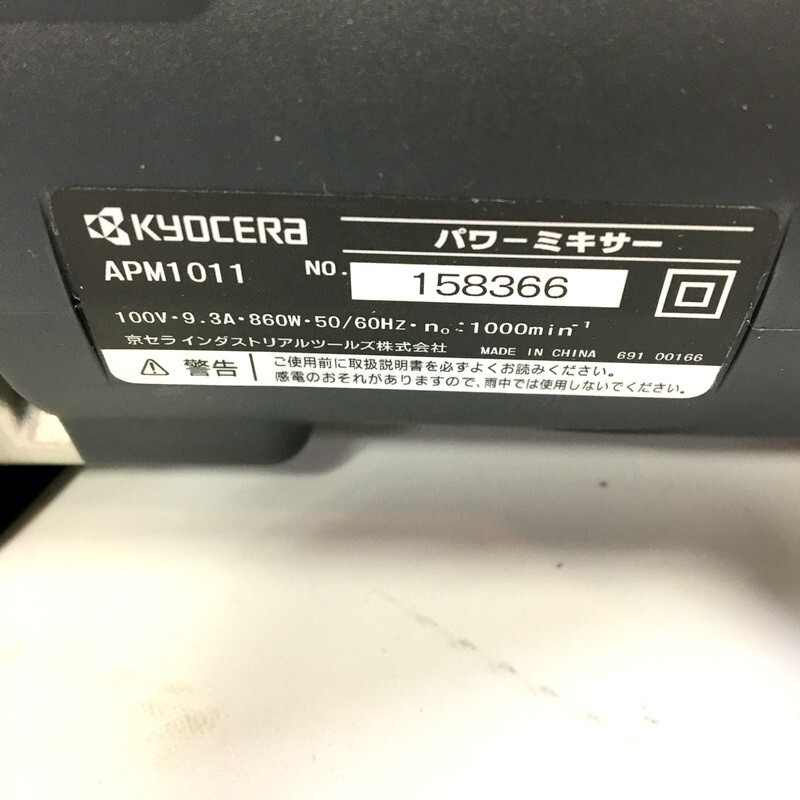 KYOCERA パワーミキサー
APM1011 NO. 158366
100V・9.3A・860W・50/60Hz・n₀:1000min⁻¹
京セラインダストリアルツールズ株式会社 MADE IN CHINA 691 00166
⚠ 警告 ご使用前に取扱説明書を必ずよくお読みください。
感電のおそれがありますので、雨中では使用しないでください。